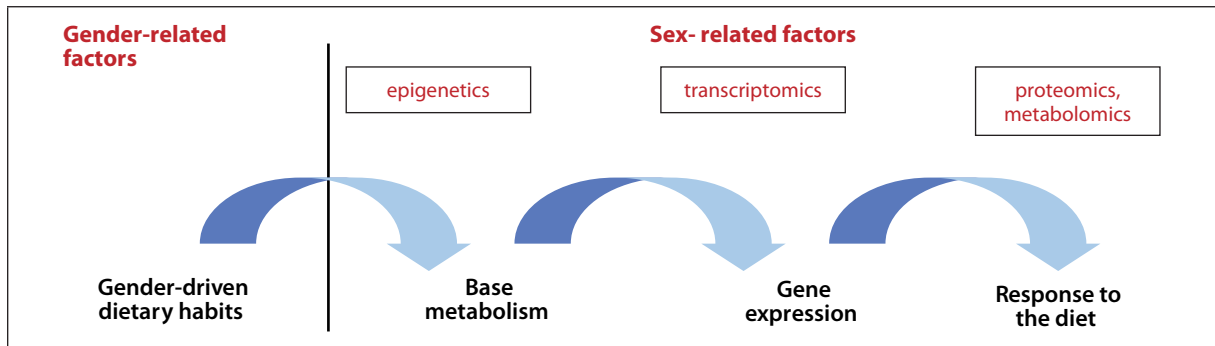 Gender-related
factors
Sex- related factors
epigenetics
transcriptomics
proteomics,
metabolomics
Gender-driven
dietary habits
Base
metabolism
Gene
expression
Response to
the diet